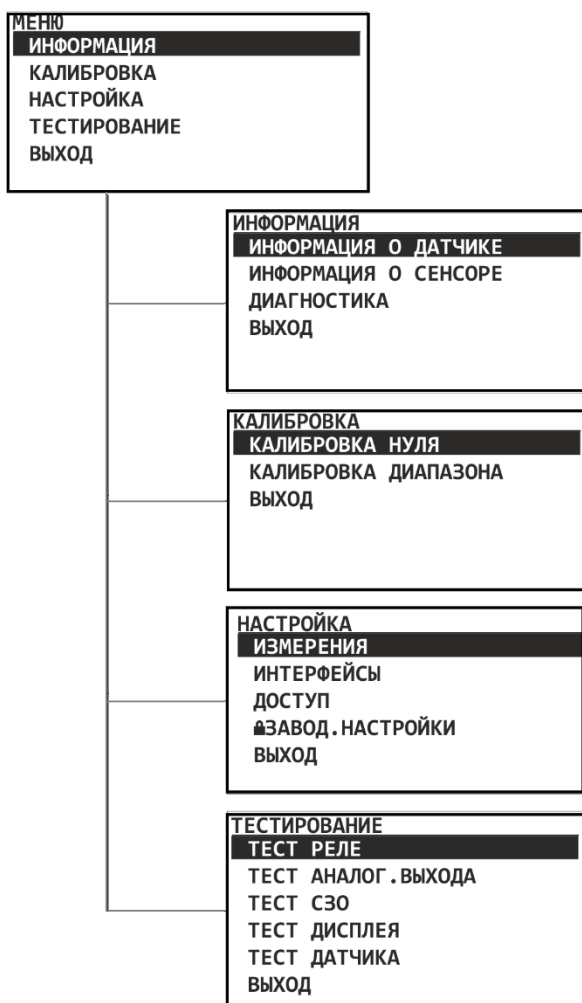 МЕНЮ
ИНФОРМАЦИЯ
КАЛИБРОВКА
НАСТРОЙКА
ТЕСТИРОВАНИЕ
ВЫХОД
ИНФОРМАЦИЯ
ИНФОРМАЦИЯ О ДАТЧИКЕ
ИНФОРМАЦИЯ О СЕНСОРЕ
ДИАГНОСТИКА
ВЫХОД
КАЛИБРОВКА
КАЛИБРОВКА НУЛЯ
КАЛИБРОВКА ДИАПАЗОНА
ВЫХОД
НАСТРОЙКА
ИЗМЕРЕНИЯ
ИНТЕРФЕЙСЫ
ДОСТУП
ЗАВОД.НАСТРОЙКИ
ВЫХОД
ТЕСТИРОВАНИЕ
ТЕСТ РЕЛЕ
ТЕСТ АНАЛОГ.ВЫХОДА
ТЕСТ СЗО
ТЕСТ ДИСПЛЕЯ
ТЕСТ ДАТЧИКА
ВЫХОД